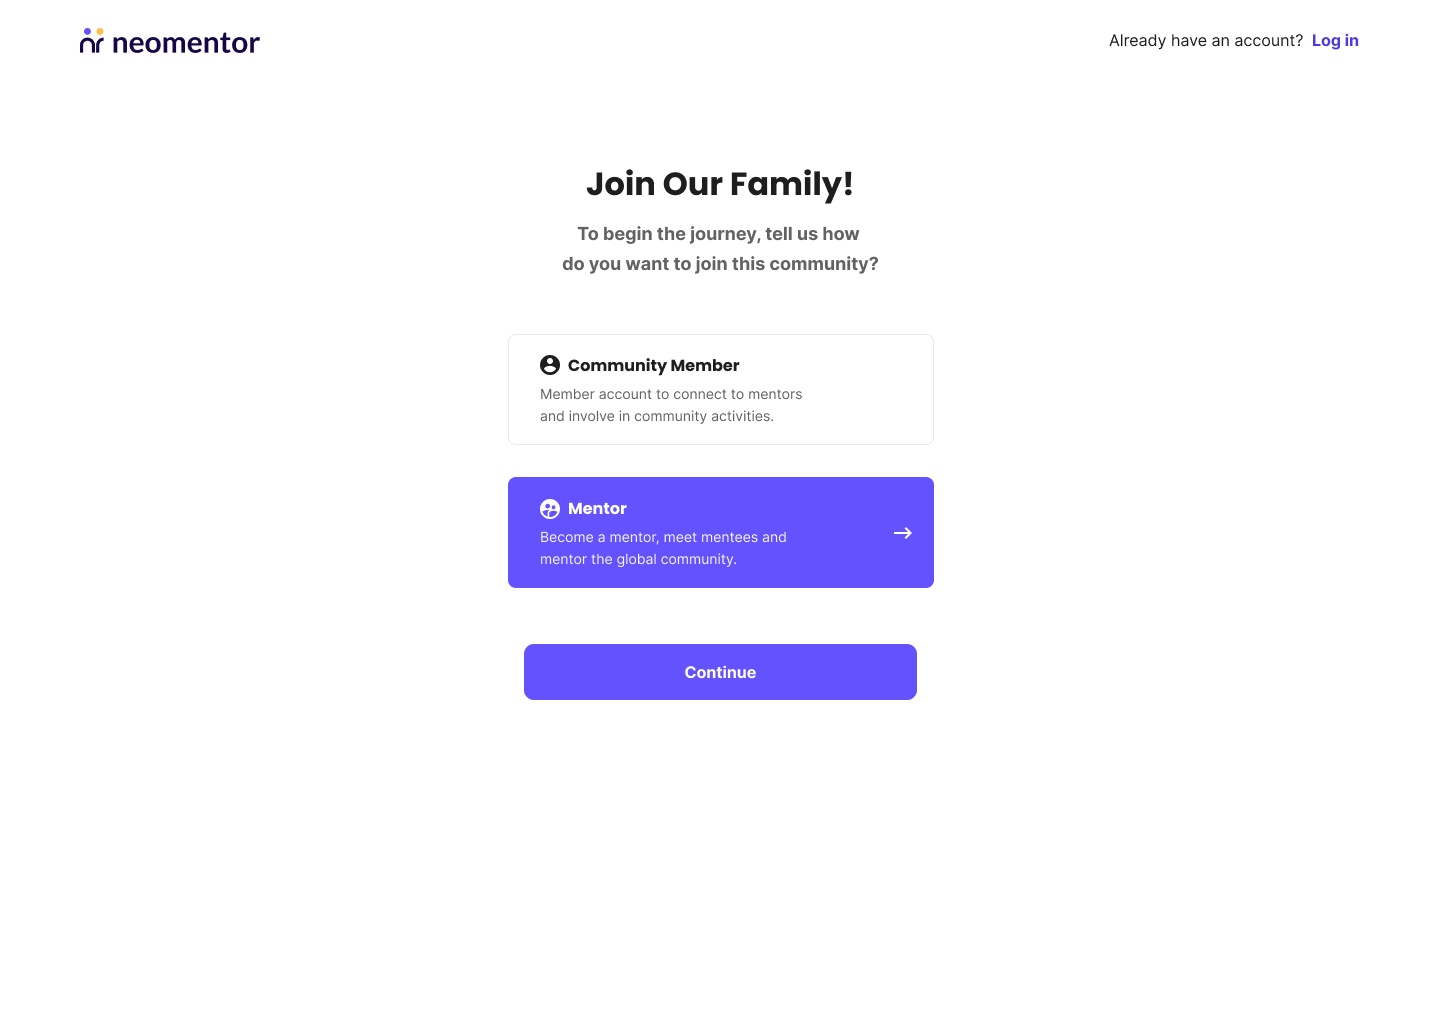 neomentor
Already have an account? Log in
Join Our Family!
To begin the journey, tell us how
do you want to join this community?
Community Member
Member account to connect to mentors
and involve in community activities.
Mentor
Become a mentor, meet mentees and
mentor the global community.
Continue